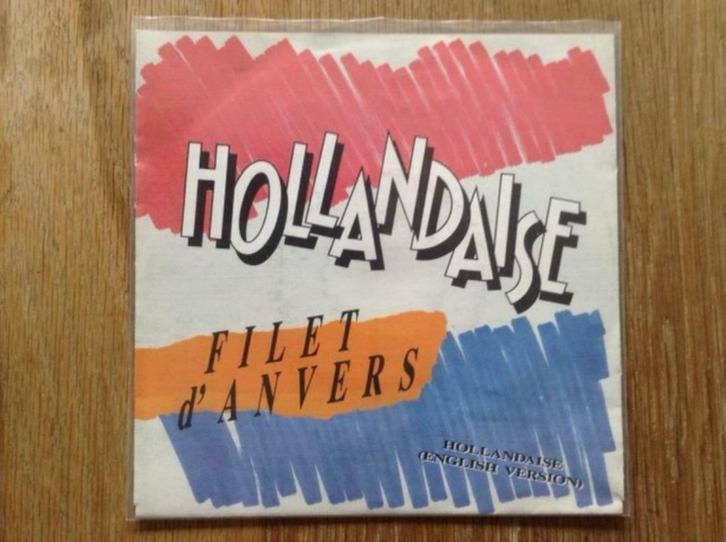 HOLLANDAISE
FILET
d'ANVERS
HOLLANDAISE
(ENGLISH VERSION)